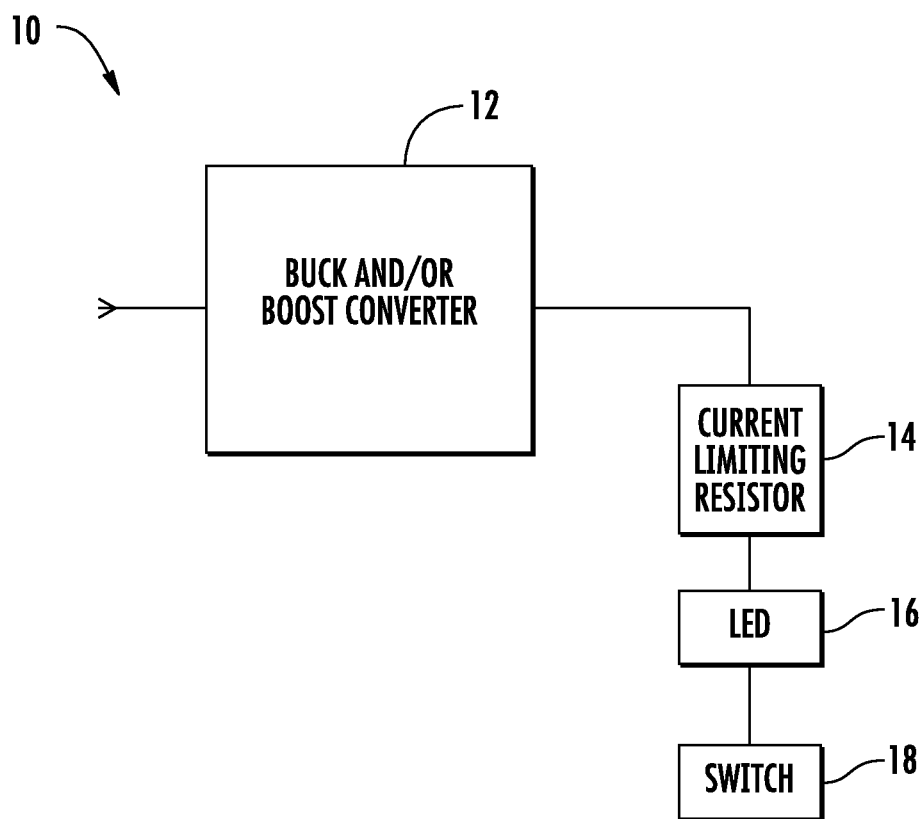 10
12
BUCK AND/OR
BOOST CONVERTER
CURRENT
LIMITING
RESISTOR
14
LED
16
SWITCH
18